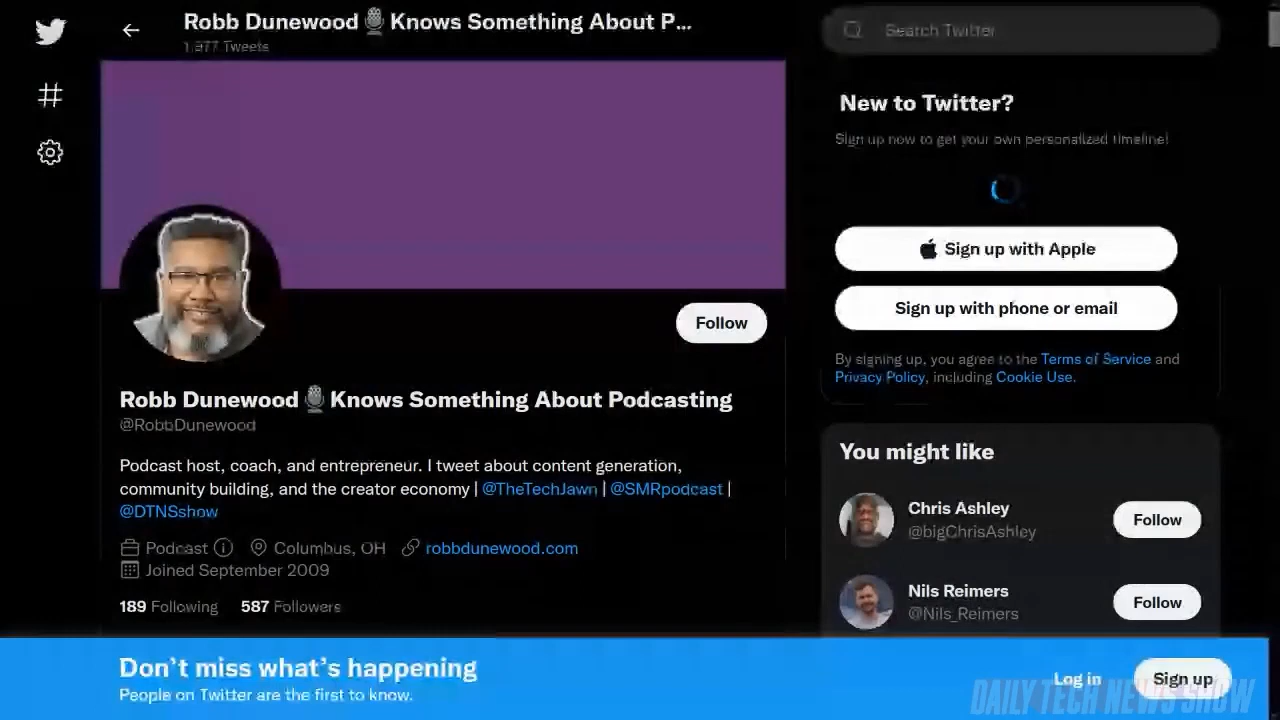 Robb Dunewood🎙️Knows Something About P...
1,977 Tweets
Search Twitter
New to Twitter?
Sign up now to get your own personalized timeline!
Sign up with Apple
Sign up with phone or email
By signing up, you agree to the Terms of Service and
Privacy Policy, including Cookie Use.
Follow
Robb Dunewood🎙️Knows Something About Podcasting
@RobbDunewood
Podcast host, coach, and entrepreneur. I tweet about content generation,
community building, and the creator economy | @TheTechJawn | @SMRpodcast |
@DTNSshow
Podcast Columbus, OH robbdunewood.com
Joined September 2009
189 Following 587 Followers
You might like
Chris Ashley
@bigChrisAshley
Follow
Nils Reimers
@Nils_Reimers
Follow
Don't miss what's happening
People on Twitter are the first to know.
Log in
Sign up
DAILY TECH NEWS SHOW